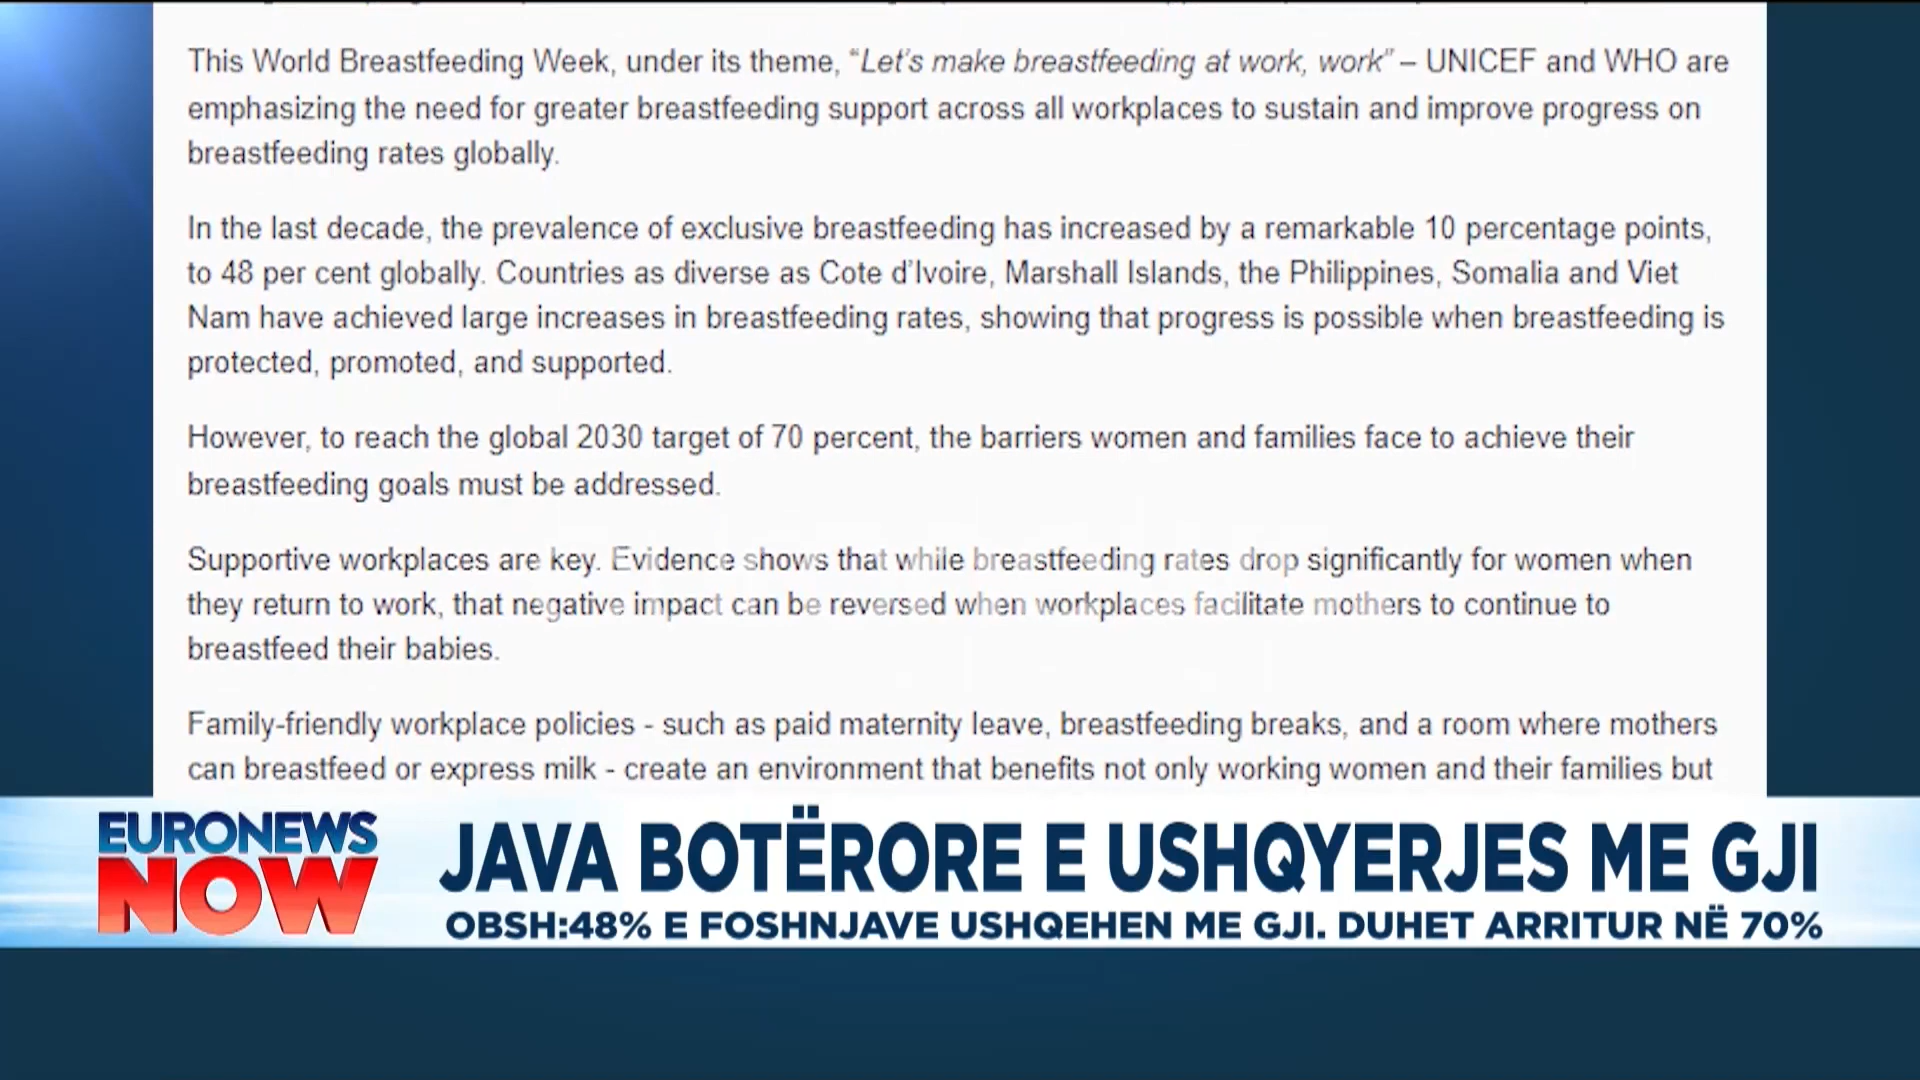 This World Breastfeeding Week, under its theme, “Let’s make breastfeeding at work, work” – UNICEF and WHO are
emphasizing the need for greater breastfeeding support across all workplaces to sustain and improve progress on
breastfeeding rates globally.
In the last decade, the prevalence of exclusive breastfeeding has increased by a remarkable 10 percentage points,
to 48 per cent globally. Countries as diverse as Cote d’Ivoire, Marshall Islands, the Philippines, Somalia and Viet
Nam have achieved large increases in breastfeeding rates, showing that progress is possible when breastfeeding is
protected, promoted, and supported.
However, to reach the global 2030 target of 70 percent, the barriers women and families face to achieve their
breastfeeding goals must be addressed.
Supportive workplaces are key. Evidence shows that while breastfeeding rates drop significantly for women when
they return to work, that negative impact can be reversed when workplaces facilitate mothers to continue to
breastfeed their babies.
Family-friendly workplace policies - such as paid maternity leave, breastfeeding breaks, and a room where mothers
can breastfeed or express milk - create an environment that benefits not only working women and their families but
EURONEWS
NOW
JAVA BOTËRORE E USHQYERJES ME GJI
OBSH:48% E FOSHNJAVE USHQEHEN ME GJI. DUHET ARRITUR NË 70%